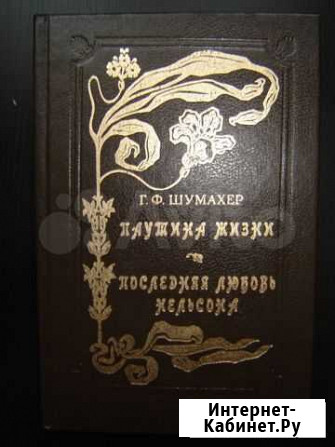 Г. Ф. ШУМАХЕР
ПАУТИНА ЖИЗНИ
ПОСЛЕДНЯЯ ЛЮБОВЬ
НЕЛЬСОНА
Интернет-
Кабинет.Ру